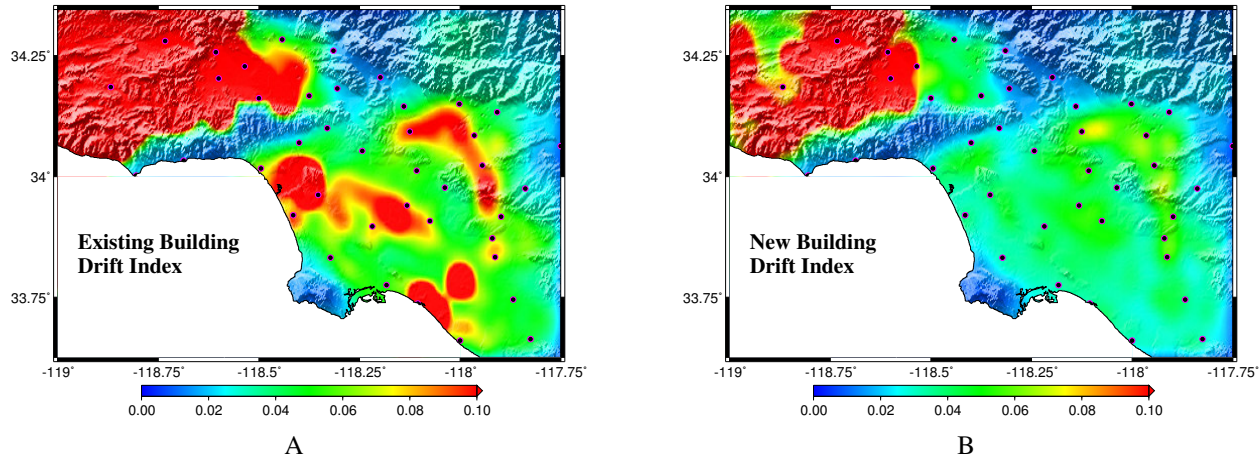 34.25˚
34˚
33.75˚
Existing Building
Drift Index
-119˚ -118.75˚ -118.5˚ -118.25˚ -118˚ -117.75˚
0.00 0.02 0.04 0.06 0.08 0.10
A
34.25˚
34˚
33.75˚
New Building
Drift Index
-119˚ -118.75˚ -118.5˚ -118.25˚ -118˚ -117.75˚
0.00 0.02 0.04 0.06 0.08 0.10
B